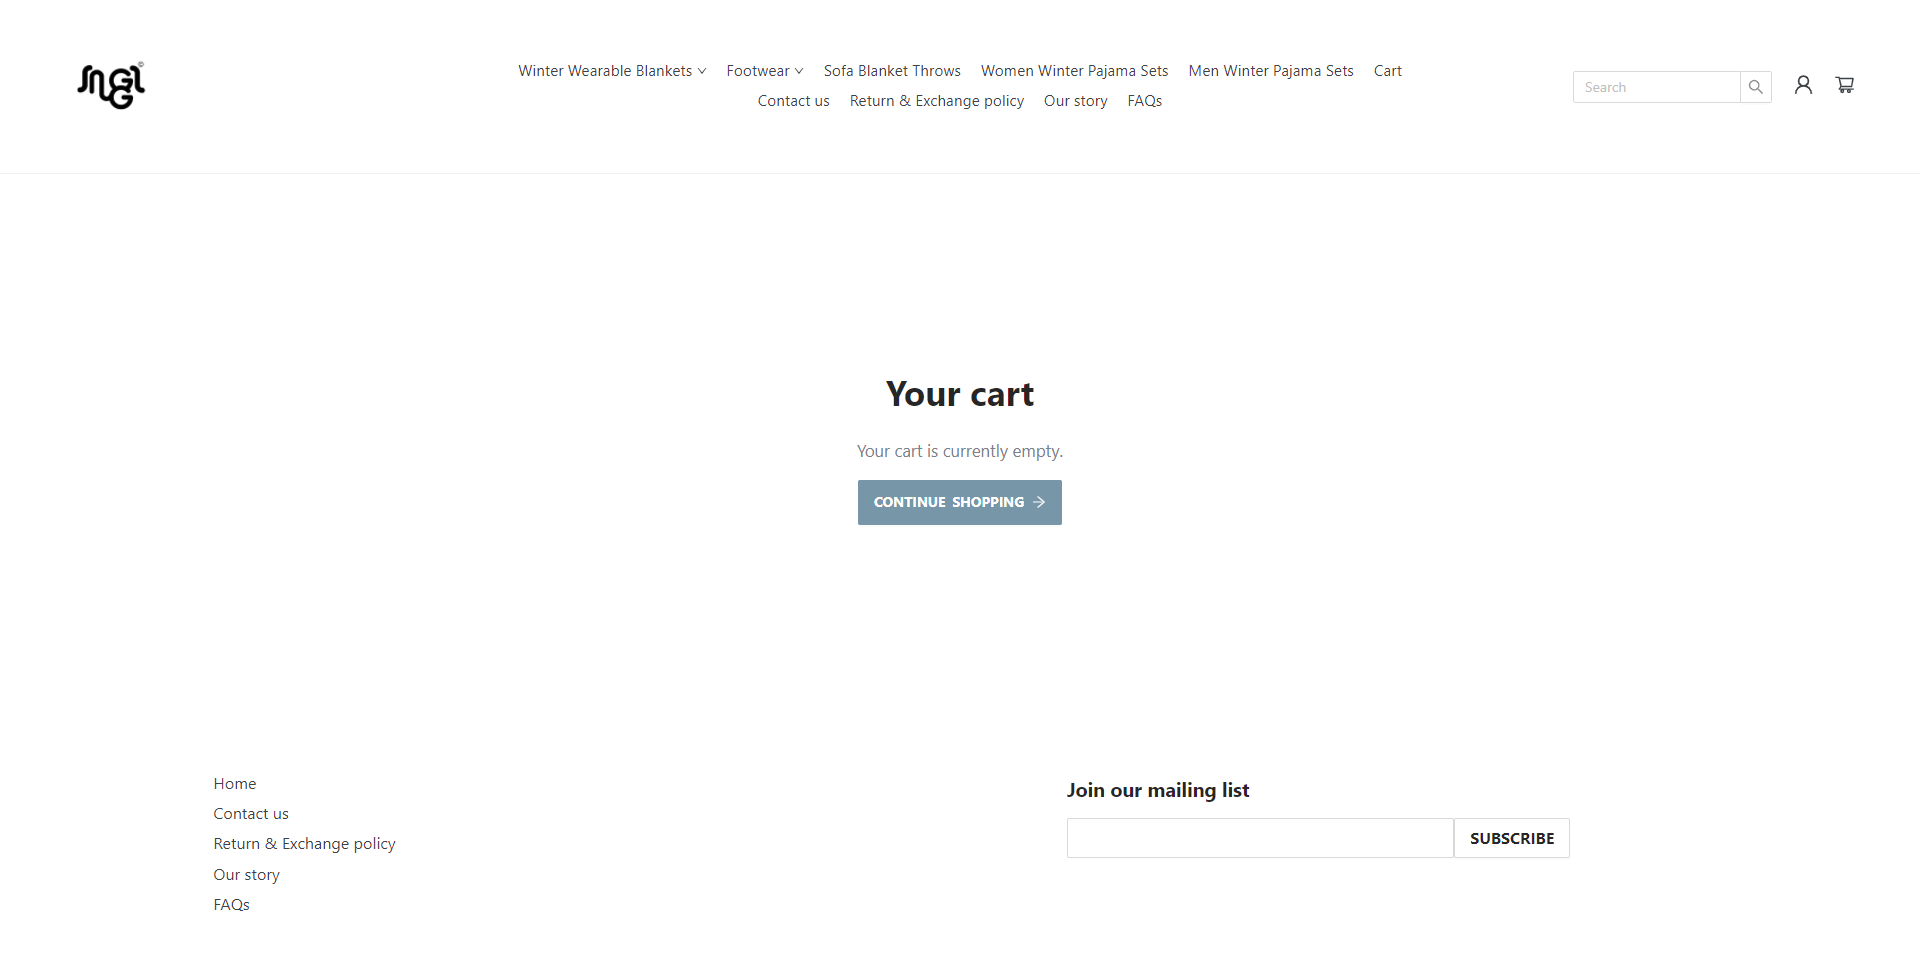 SNGGL©
Winter Wearable Blankets Footwear Sofa Blanket Throws Women Winter Pajama Sets Men Winter Pajama Sets Cart
Contact us Return & Exchange policy Our story FAQs
Search
Your cart
Your cart is currently empty.
CONTINUE SHOPPING
Home
Contact us
Return & Exchange policy
Our story
FAQs
Join our mailing list
SUBSCRIBE